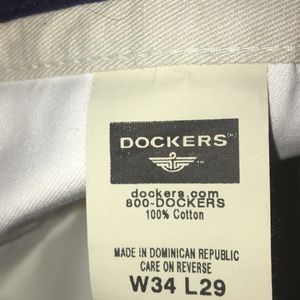 DOCKERS
dockers.com
800-DOCKERS
100% Cotton
MADE IN DOMINICAN REPUBLIC
CARE ON REVERSE
W34 L29